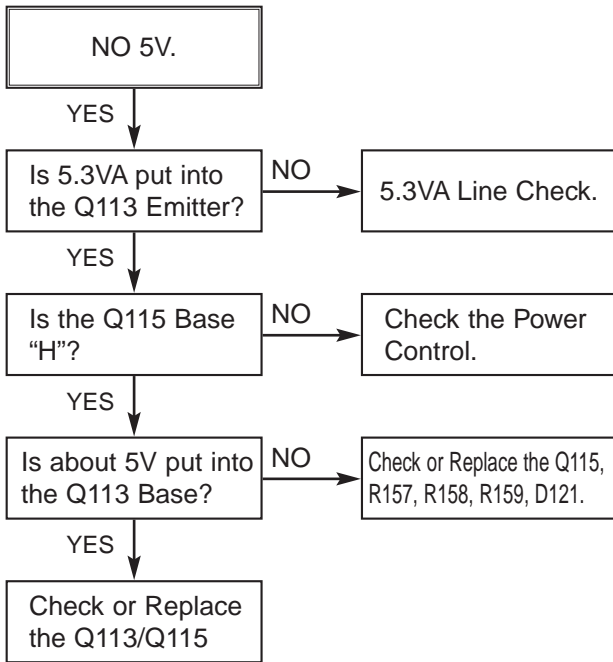 NO 5V.
YES
Is 5.3VA put into
the Q113 Emitter?
NO
5.3VA Line Check.
YES
Is the Q115 Base
“H”?
NO
Check the Power
Control.
YES
Is about 5V put into
the Q113 Base?
NO
Check or Replace the Q115,
R157, R158, R159, D121.
YES
Check or Replace
the Q113/Q115